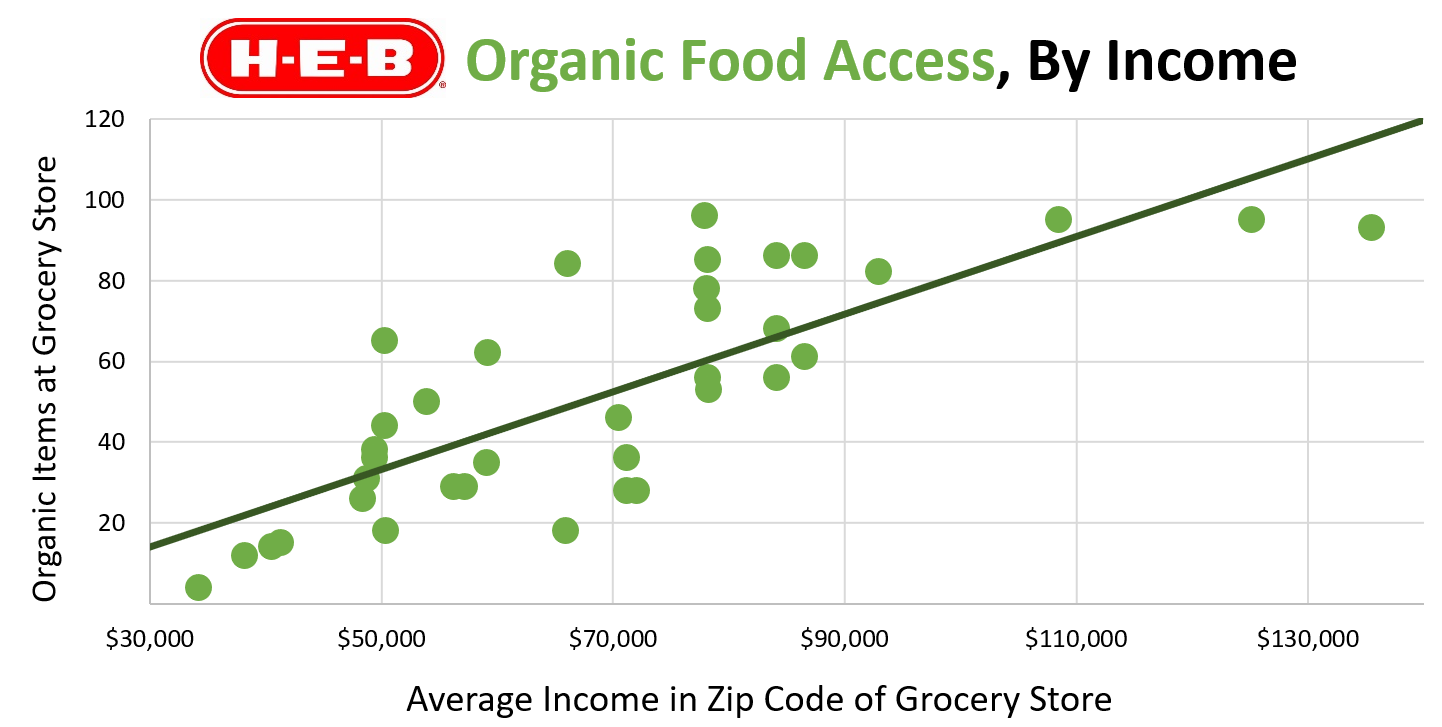 H-E-B ® Organic Food Access, By Income
120
100
80
60
40
20
Organic Items at Grocery Store
$30,000 $50,000 $70,000 $90,000 $110,000 $130,000
Average Income in Zip Code of Grocery Store